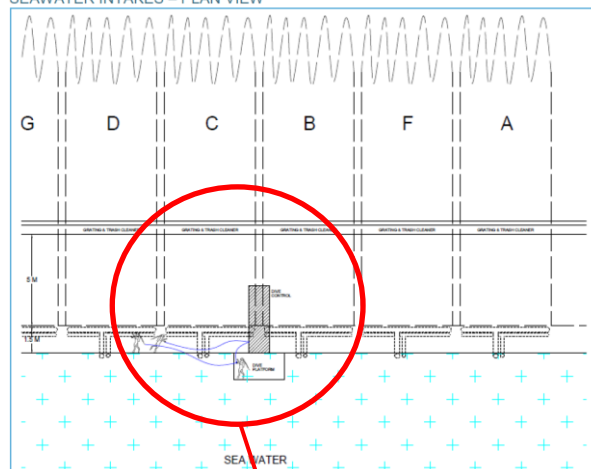 SEAWATER INTAKES – PLAN VIEW
G D C B F A
GRATING & TRASH CLEANER GRATING & TRASH CLEANER GRATING & TRASH CLEANER GRATING & TRASH CLEANER GRATING & TRASH CLEANER
5 M
DIVE
CONTROL
1.5 M
DIVE
PLATFORM
SEA WATER